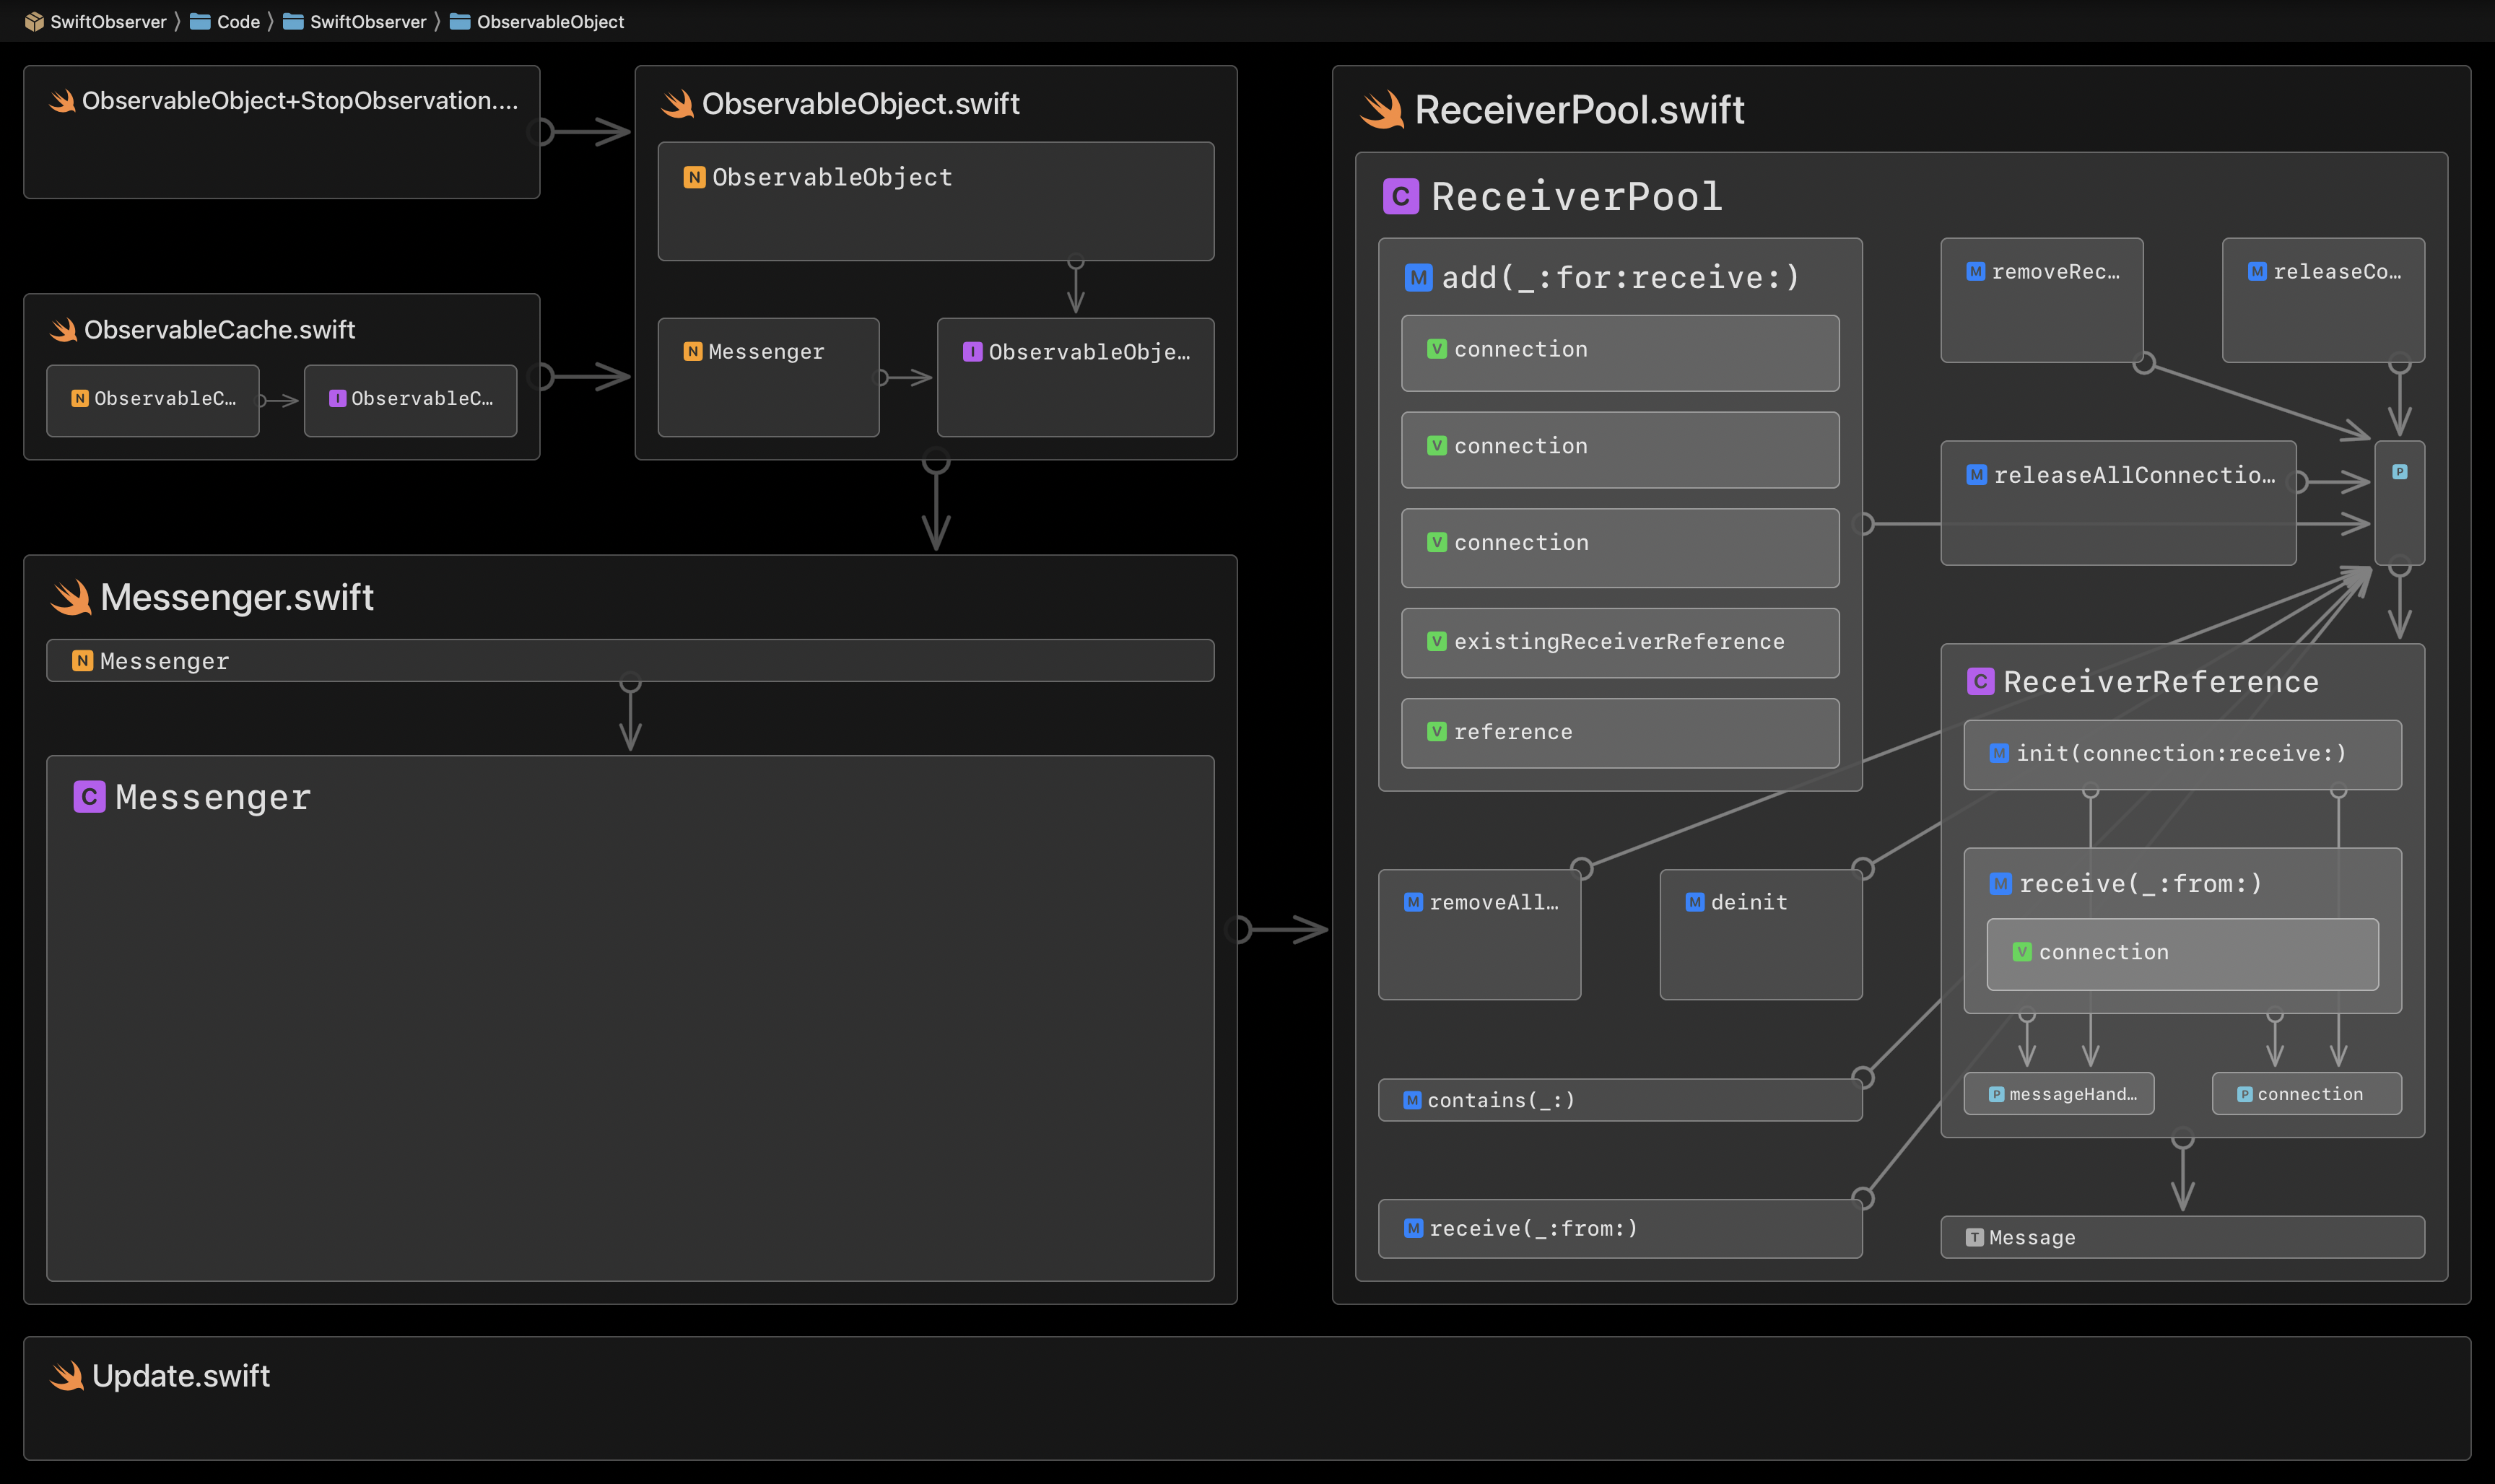 SwiftObserver 〉 Code 〉 SwiftObserver 〉 ObservableObject
ObservableObject+StopObservation....
ObservableCache.swift
N ObservableC...
I ObservableC...
ObservableObject.swift
N ObservableObject
N Messenger
I ObservableObje...
Messenger.swift
N Messenger
C Messenger
ReceiverPool.swift
C ReceiverPool
M add(_:for:receive:)
V connection
V connection
V connection
V existingReceiverReference
V reference
M removeRec...
M releaseCo...
M releaseAllConnectio...
P
M removeAll...
M deinit
M contains(_:)
M receive(_:from:)
C ReceiverReference
M init(connection:receive:)
M receive(_:from:)
V connection
P messageHand...
P connection
T Message
Update.swift